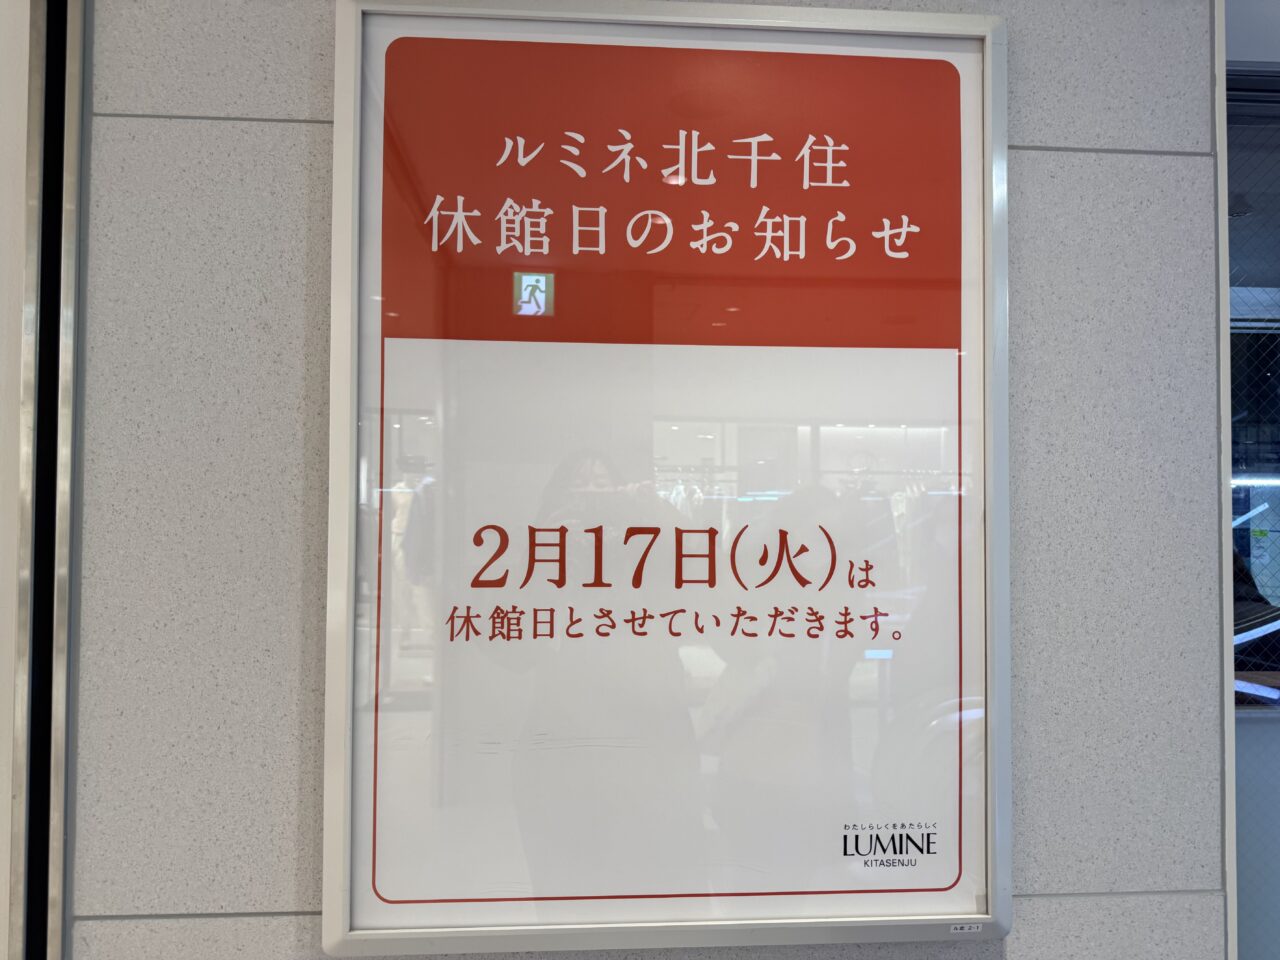 ルミネ北千住
休館日のお知らせ
2月17日(火)は
休館日とさせていただきます。
わたしらしくをあたらしく
LUMINE
KITASENJU